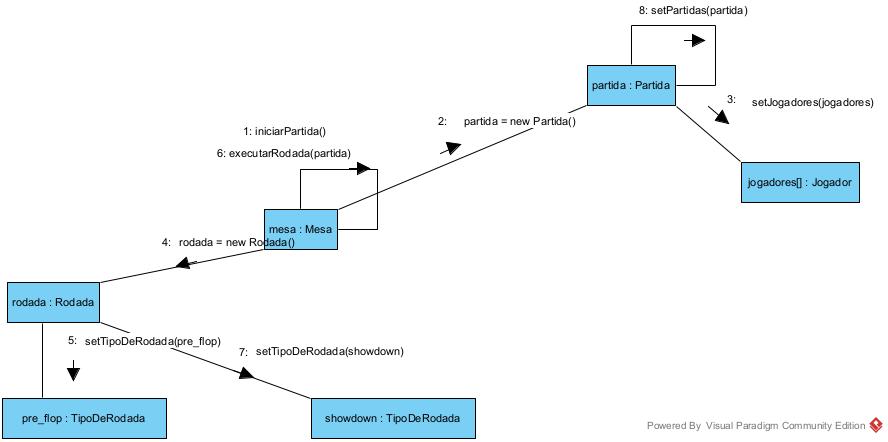 8: setPartidas(partida)
partida : Partida
3: setJogadores(jogadores)
2: partida = new Partida()
1: iniciarPartida()
6: executarRodada(partida)
jogadores[] : Jogador
mesa : Mesa
4: rodada = new Rodada()
rodada : Rodada
5: setTipoDeRodada(pre_flop)
7: setTipoDeRodada(showdown)
pre_flop : TipoDeRodada
showdown : TipoDeRodada
Powered By Visual Paradigm Community Edition